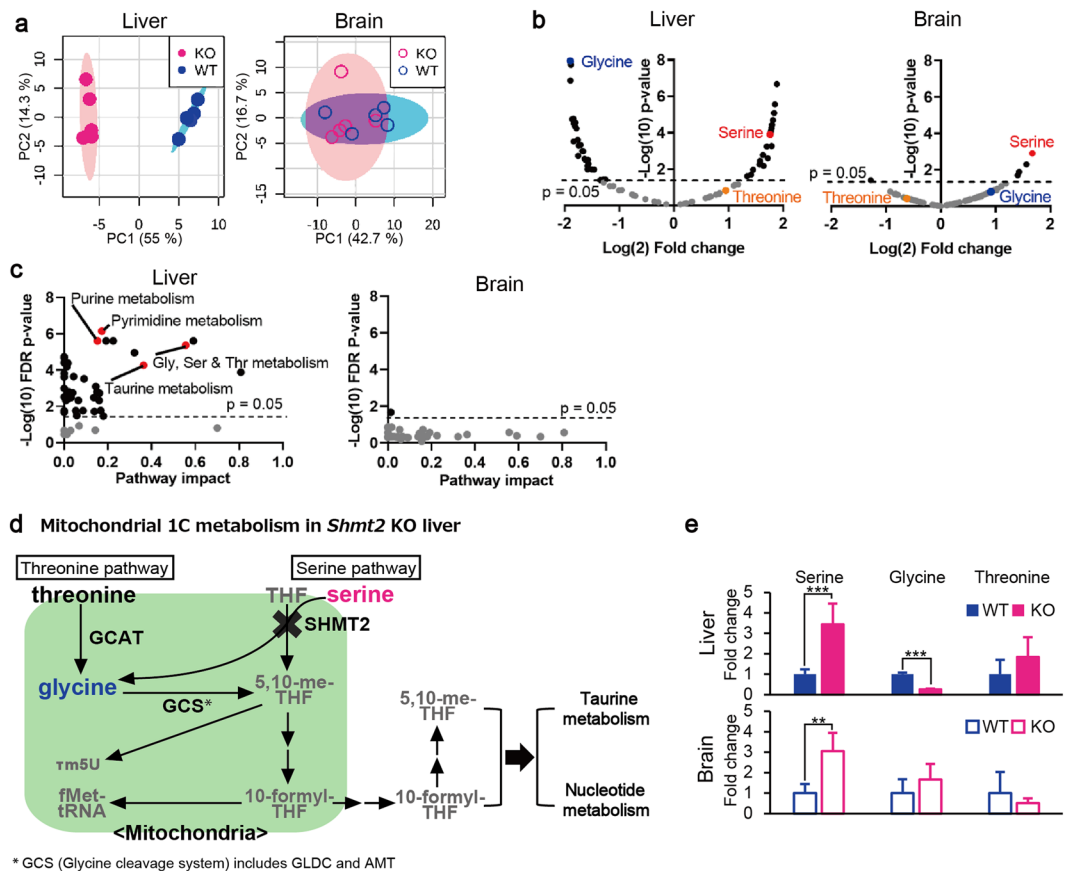 a
Liver
KO
WT
PC2 (14.3 %)
10
5
0
-5
-10
-5
0
5
10
PC1 (55 %)
Brain
KO
WT
PC2 (16.7 %)
15
10
5
0
-5
-15
-10
0
10
20
PC1 (42.7 %)
b
Liver
-Log(10) p-value
8
6
4
2
Glycine
Serine
Threonine
p = 0.05
-2
-1
0
1
2
Log(2) Fold change
Brain
-Log(10) p-value
8
6
4
2
Serine
p = 0.05
Threonine
Glycine
-2
-1
0
1
2
Log(2) Fold change
c
Liver
-Log(10) FDR p-value
8
6
4
2
0
Purine metabolism
Pyrimidine metabolism
Gly, Ser & Thr metabolism
Taurine metabolism
p = 0.05
0.0
0.2
0.4
0.6
0.8
1.0
Pathway impact
Brain
-Log(10) FDR p-value
8
6
4
2
0
p = 0.05
0.0
0.2
0.4
0.6
0.8
1.0
Pathway impact
d Mitochondrial 1C metabolism in Shmt2 KO liver
Threonine pathway
Serine pathway
threonine
THF
serine
GCAT
SHMT2
glycine
GCS*
5,10-me-
THF
τm5U
fMet-
tRNA
10-formyl-
THF
<Mitochondria>
5,10-me-
THF
10-formyl-
THF
Taurine
metabolism
Nucleotide
metabolism
* GCS (Glycine cleavage system) includes GLDC and AMT
e
Serine
Glycine
Threonine
Liver
Fold change
5
4
3
2
1
0
***
***
WT
KO
Brain
Fold change
5
4
3
2
1
0
**
WT
KO